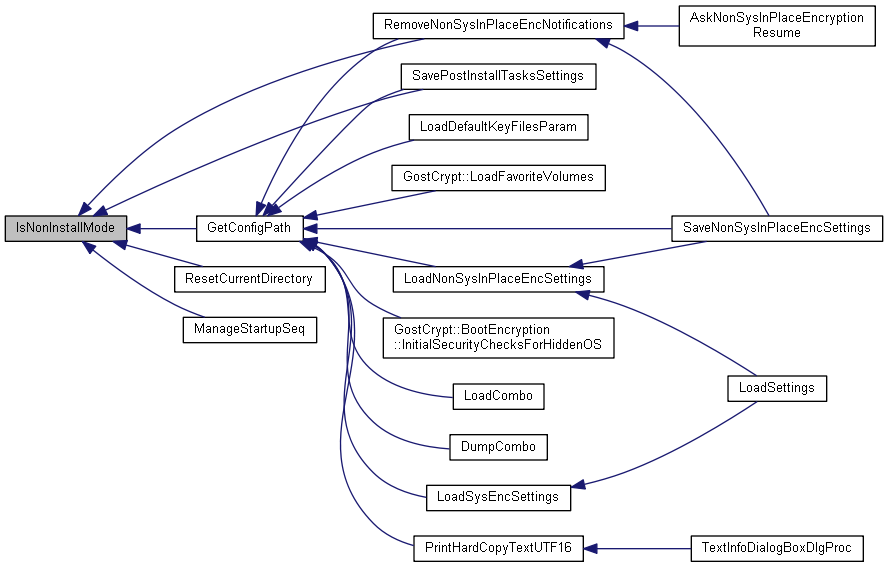 RemoveNonSysInPlaceEncNotifications
AskNonSysInPlaceEncryption
Resume
SavePostInstallTasksSettings
LoadDefaultKeyFilesParam
GostCrypt::LoadFavoriteVolumes
IsNonInstallMode
GetConfigPath
SaveNonSysInPlaceEncSettings
ResetCurrentDirectory
LoadNonSysInPlaceEncSettings
ManageStartupSeq
GostCrypt::BootEncryption
::InitialSecurityChecksForHiddenOS
LoadCombo
LoadSettings
DumpCombo
LoadSysEncSettings
PrintHardCopyTextUTF16
TextInfoDialogBoxDlgProc